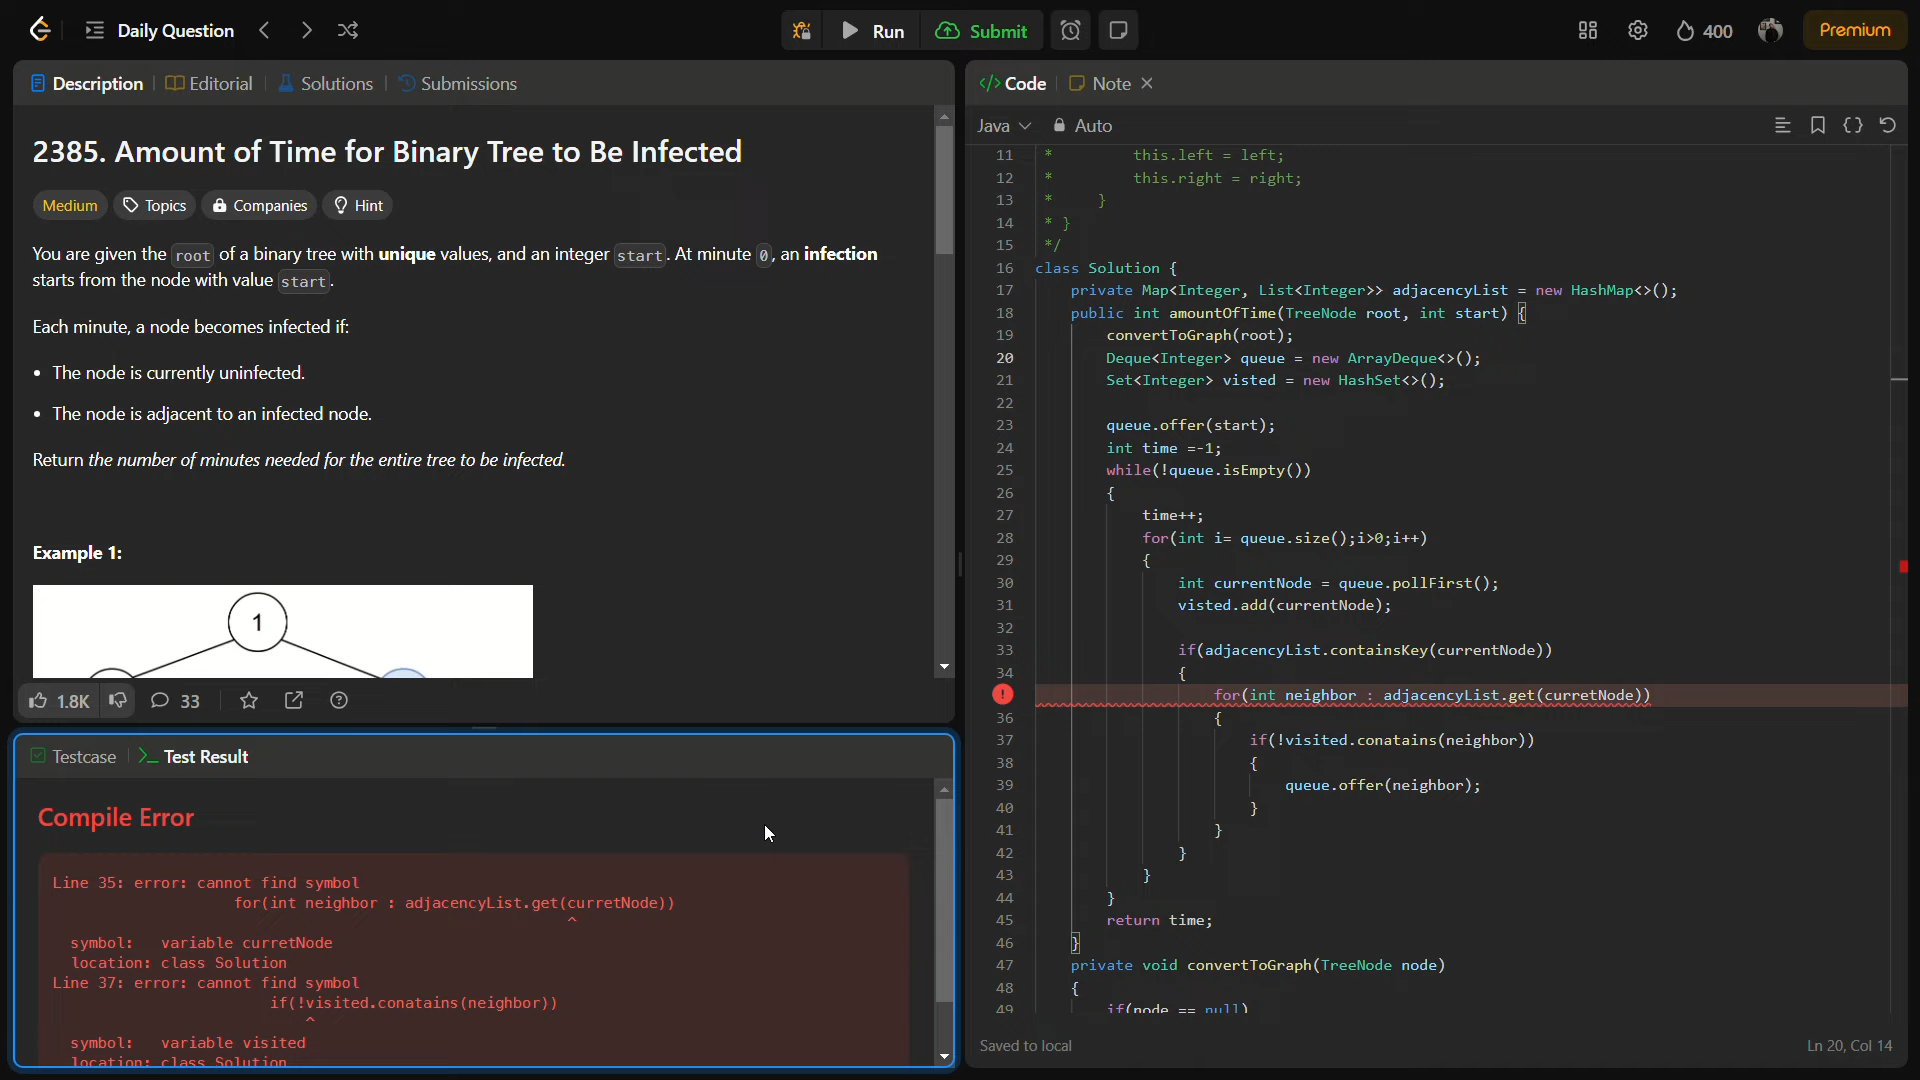 Daily Question
Run
Submit
400
Premium
Description
Editorial
Solutions
Submissions
2385. Amount of Time for Binary Tree to Be Infected
Medium
Topics
Companies
Hint
You are given the root of a binary tree with unique values, and an integer start. At minute 0, an infection
starts from the node with value start.
Each minute, a node becomes infected if:
• The node is currently uninfected.
• The node is adjacent to an infected node.
Return the number of minutes needed for the entire tree to be infected.
Example 1:
1
1.8K
33
Testcase
Test Result
Compile Error
Line 35: error: cannot find symbol
for(int neighbor : adjacencyList.get(curretNode))
^
symbol: variable curretNode
location: class Solution
Line 37: error: cannot find symbol
if(!visited.conatains(neighbor))
^
symbol: variable visited
location: class Solution
</> Code
Note
Java
Auto
11 * this.left = left;
12 * this.right = right;
13 * }
14 * }
15 */
16 class Solution {
17 private Map<Integer, List<Integer>> adjacencyList = new HashMap<>();
18 public int amountOfTime(TreeNode root, int start) {
19 convertToGraph(root);
20 Deque<Integer> queue = new ArrayDeque<>();
21 Set<Integer> visted = new HashSet<>();
22
23 queue.offer(start);
24 int time =-1;
25 while(!queue.isEmpty())
26 {
27 time++;
28 for(int i= queue.size();i>0;i++)
29 {
30 int currentNode = queue.pollFirst();
31 visted.add(currentNode);
32
33 if(adjacencyList.containsKey(currentNode))
34 {
for(int neighbor : adjacencyList.get(curretNode))
36 {
37 if(!visited.conatains(neighbor))
38 {
39 queue.offer(neighbor);
40 }
41 }
42 }
43 }
44 }
45 return time;
46 }
47 private void convertToGraph(TreeNode node)
48 {
49 if(node == null)
Saved to local
Ln 20, Col 14